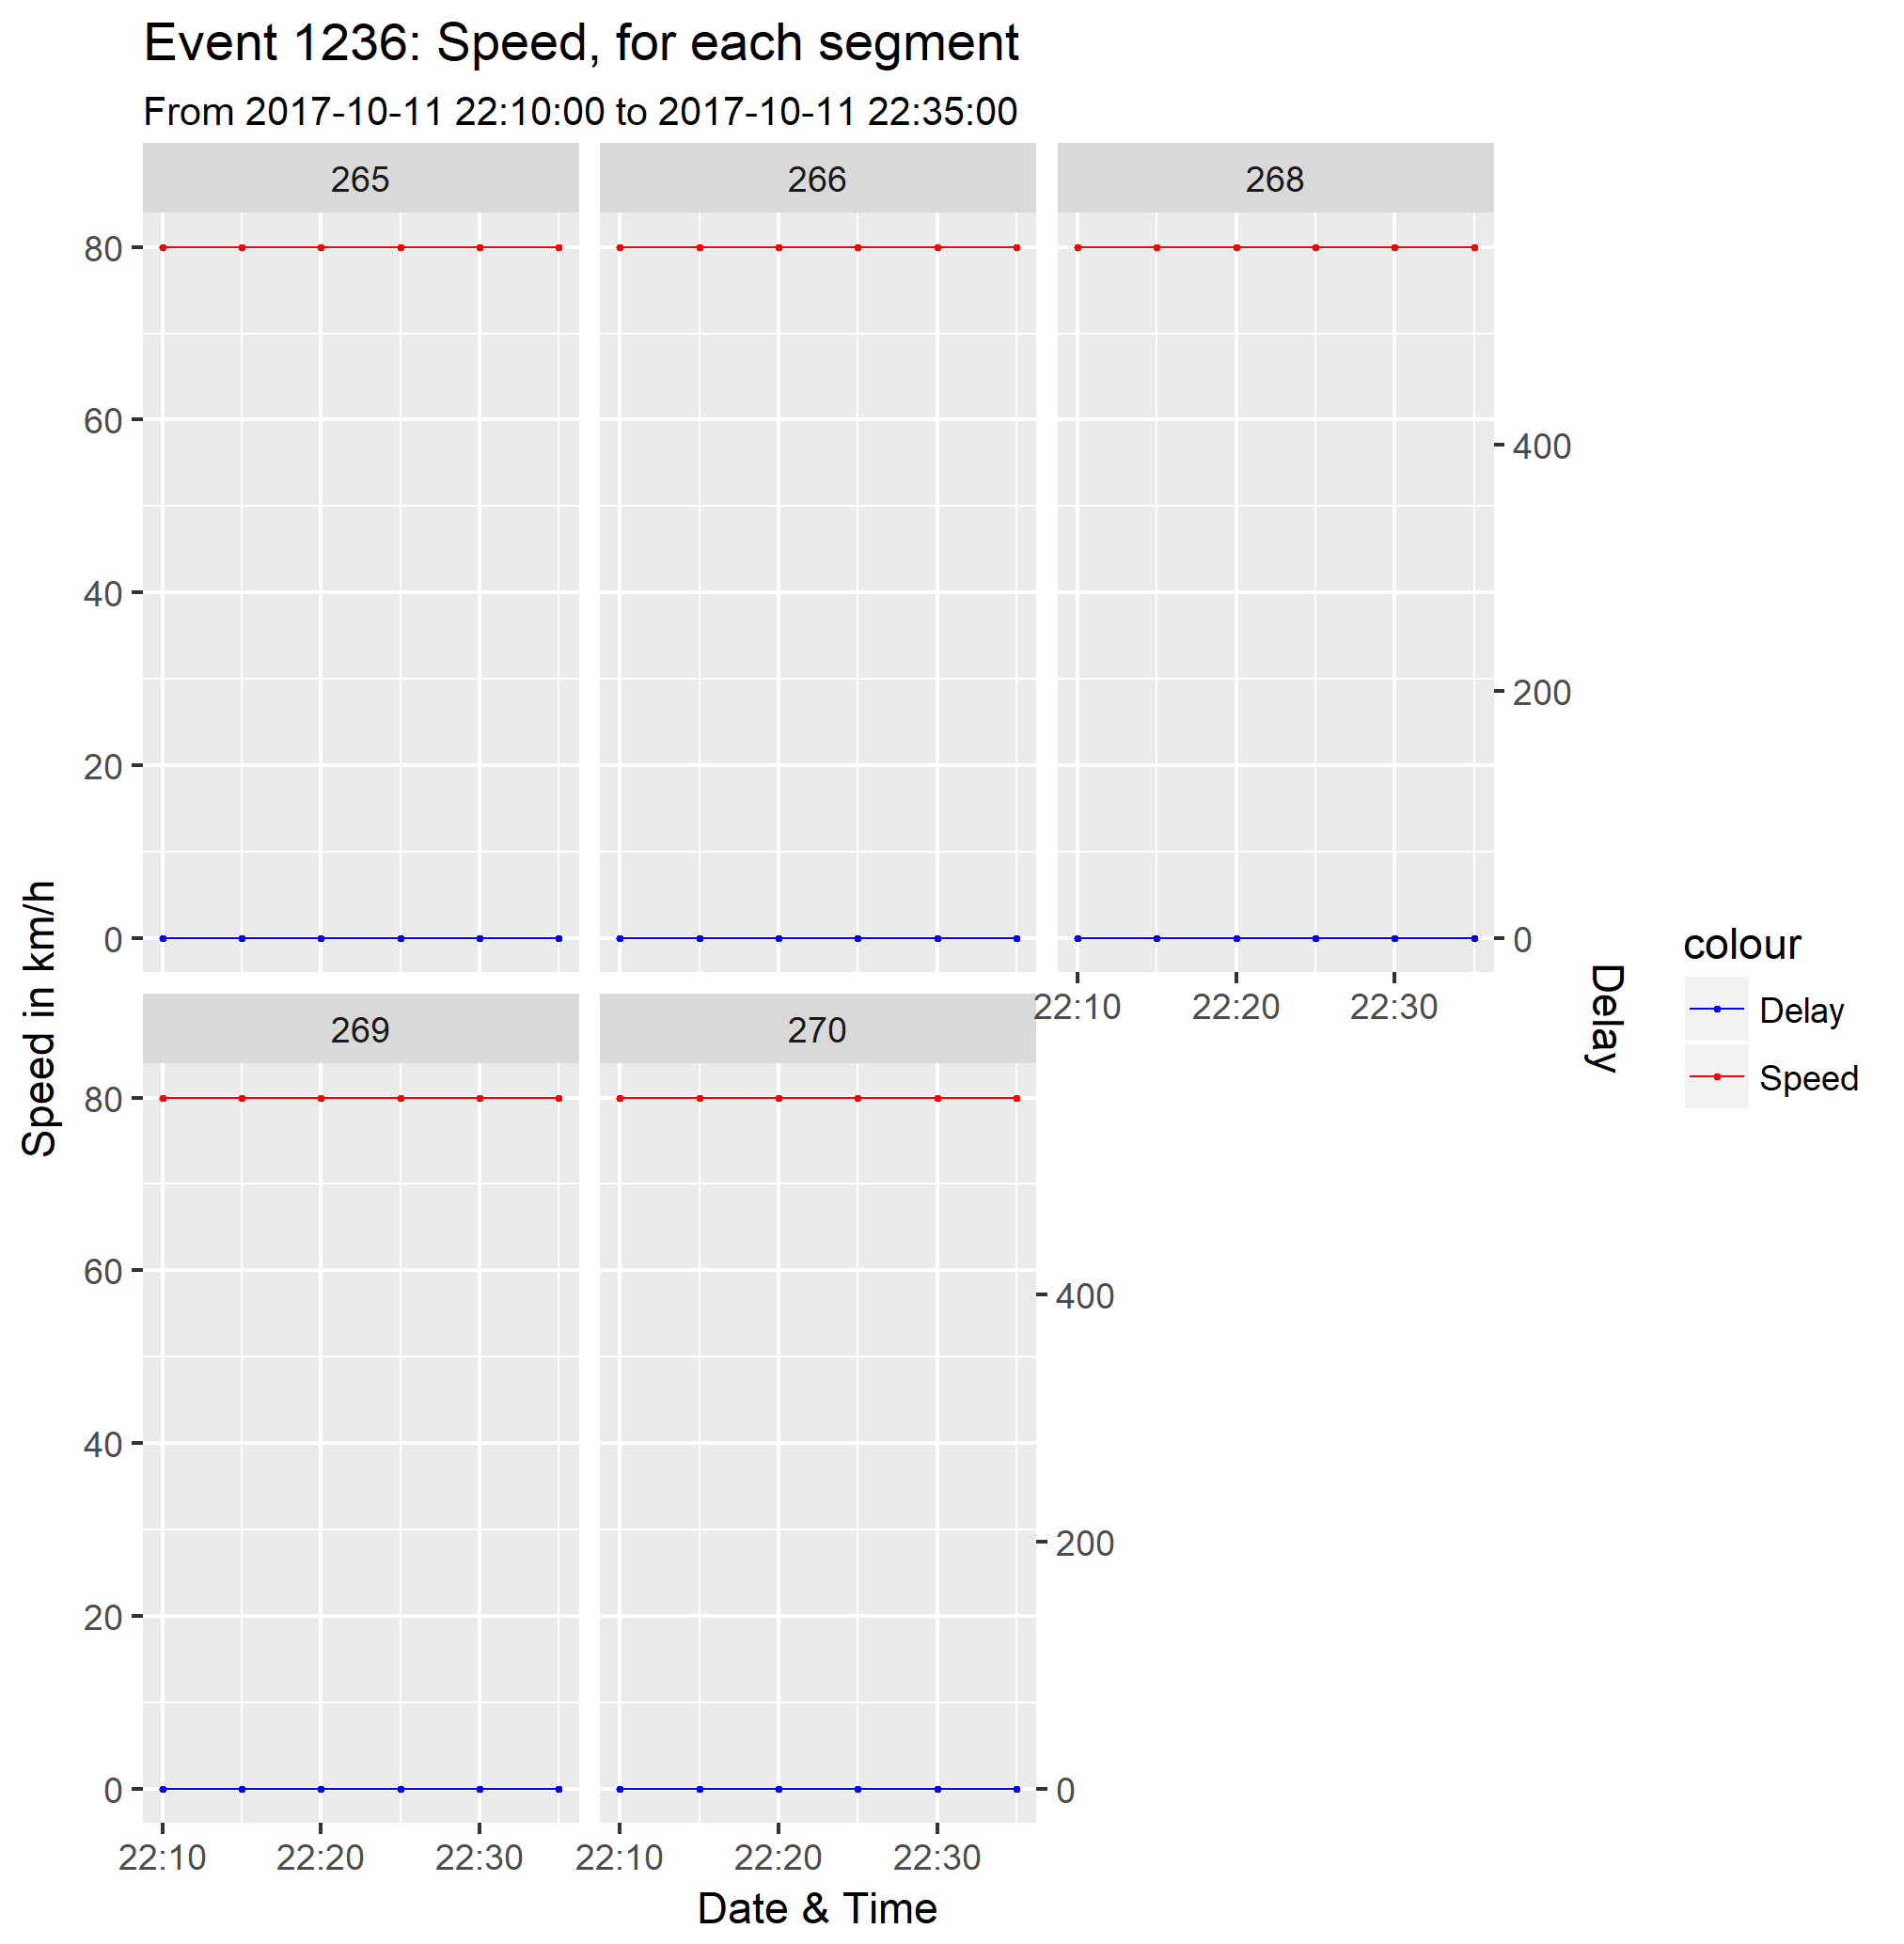 Event 1236: Speed, for each segment
From 2017-10-11 22:10:00 to 2017-10-11 22:35:00
265
266
268
80
60
40
20
0
400
200
0
22:10 22:20 22:30
Speed in km/h
Delay
colour
Delay
Speed
269
270
80
60
40
20
0
400
200
0
22:10 22:20 22:30
22:10 22:20 22:30
Date & Time